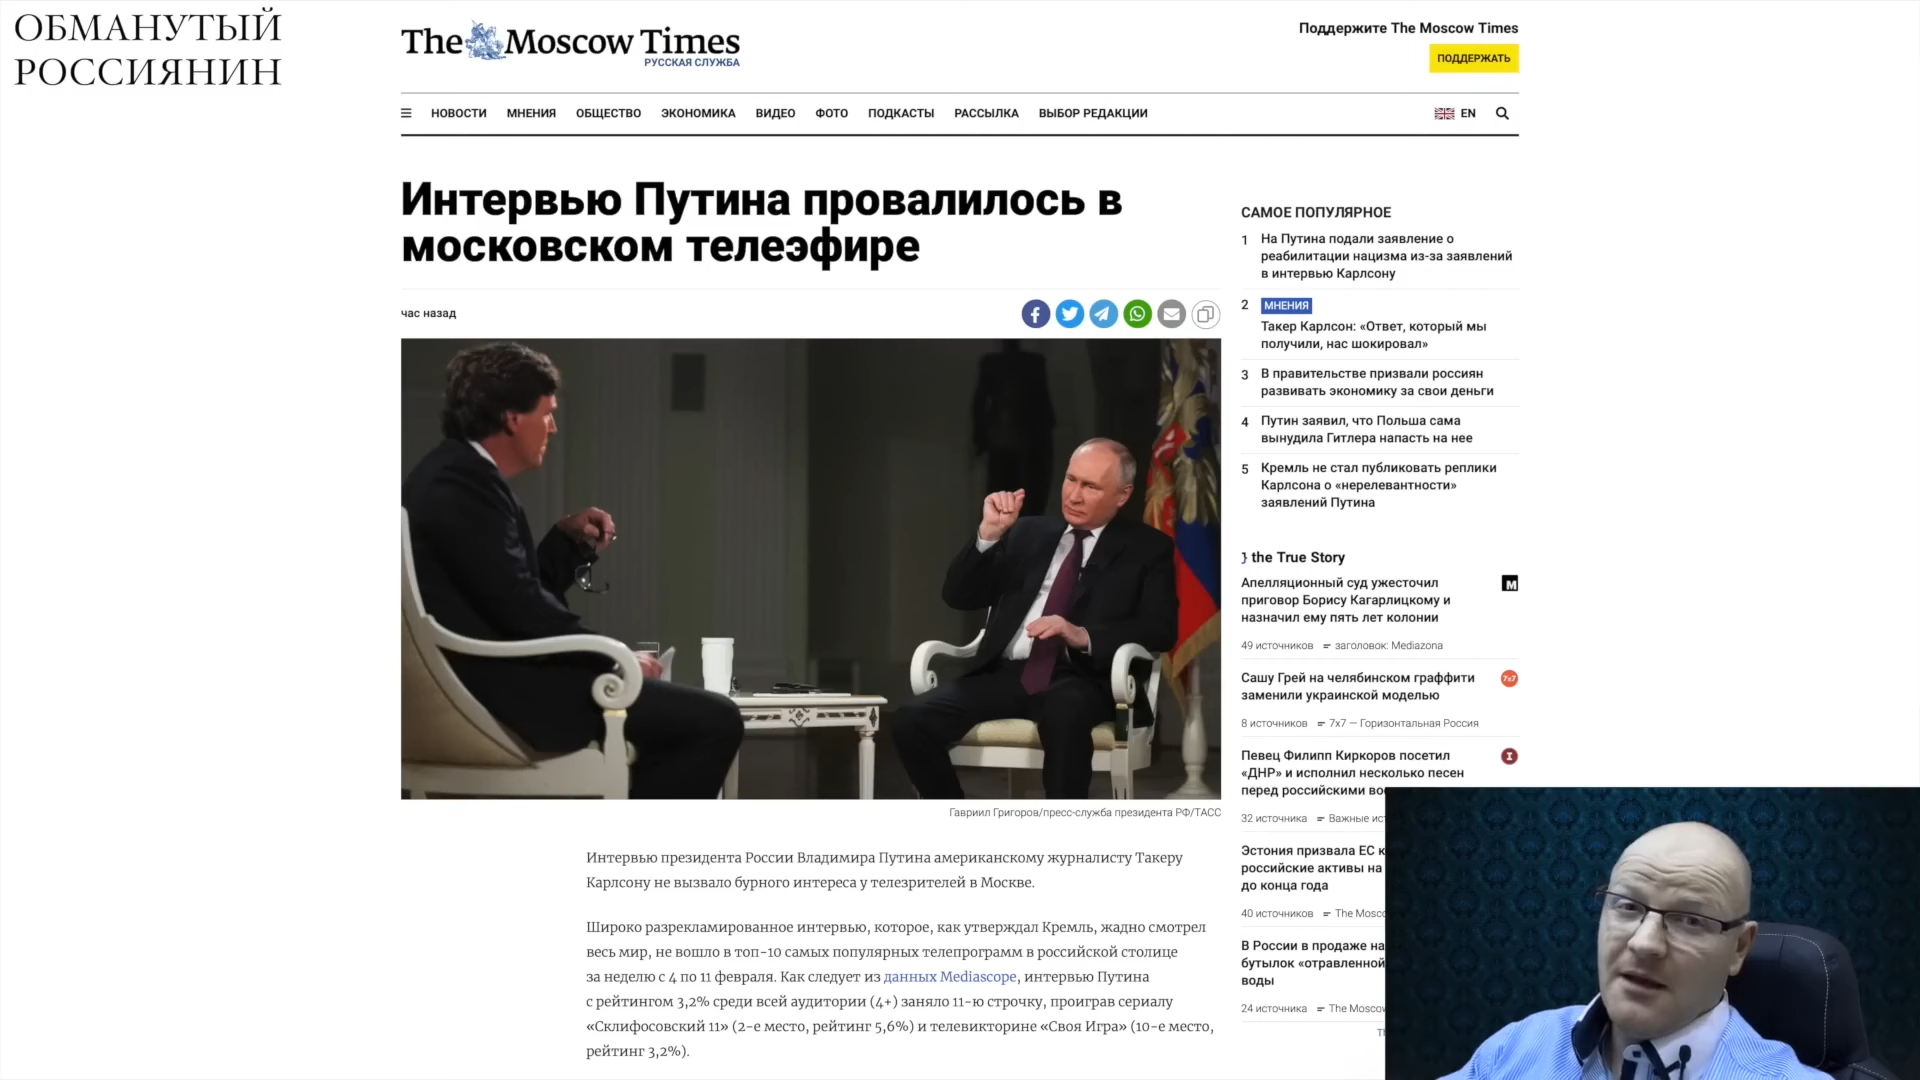 ОБМАНУТЫЙ
РОССИЯНИН
The Moscow Times
РУССКАЯ СЛУЖБА
Поддержите The Moscow Times
ПОДДЕРЖАТЬ
НОВОСТИ МНЕНИЯ ОБЩЕСТВО ЭКОНОМИКА ВИДЕО ФОТО ПОДКАСТЫ РАССЫЛКА ВЫБОР РЕДАКЦИИ EN
Интервью Путина провалилось в
московском телеэфире
час назад
Гавриил Григоров/пресс-служба президента РФ/ТАСС
Интервью президента России Владимира Путина американскому журналисту Такеру
Карлсону не вызвало бурного интереса у телезрителей в Москве.
Широко разрекламированное интервью, которое, как утверждал Кремль, жадно смотрел
весь мир, не вошло в топ-10 самых популярных телепрограмм в российской столице
за неделю с 4 по 11 февраля. Как следует из данных Mediascope, интервью Путина
с рейтингом 3,2% среди всей аудитории (4+) заняло 11-ю строчку, проиграв сериалу
«Склифосовский 11» (2-е место, рейтинг 5,6%) и телевикторине «Своя Игра» (10-е место,
рейтинг 3,2%).
САМОЕ ПОПУЛЯРНОЕ
1 На Путина подали заявление о
реабилитации нацизма из-за заявлений
в интервью Карлсону
2 МНЕНИЯ
Такер Карлсон: «Ответ, который мы
получили, нас шокировал»
3 В правительстве призвали россиян
развивать экономику за свои деньги
4 Путин заявил, что Польша сама
вынудила Гитлера напасть на нее
5 Кремль не стал публиковать реплики
Карлсона о «нерелевантности»
заявлений Путина
} the True Story
Апелляционный суд ужесточил
приговор Борису Кагарлицкому и
назначил ему пять лет колонии
M
49 источников заголовок: Mediazona
Сашу Грей на челябинском граффити
заменили украинской моделью
7x7
8 источников 7x7 — Горизонтальная Россия
Певец Филипп Киркоров посетил
«ДНР» и исполнил несколько песен
перед российскими во
32 источника Важные ис
Эстония призвала ЕС к
российские активы на
до конца года
40 источников The Mosc
В России в продаже на
бутылок «отравленной
воды
24 источника The Mosco